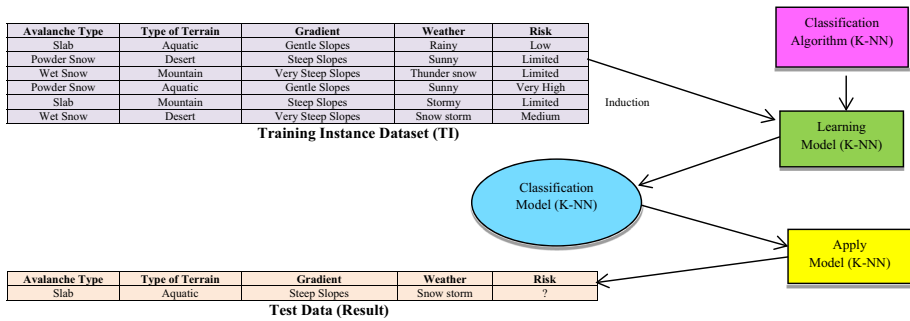 Avalanche Type Type of Terrain Gradient Weather Risk
Slab Aquatic Gentle Slopes Rainy Low
Powder Snow Desert Steep Slopes Sunny Limited
Wet Snow Mountain Very Steep Slopes Thunder snow Limited
Powder Snow Aquatic Gentle Slopes Sunny Very High
Slab Mountain Steep Slopes Stormy Limited
Wet Snow Desert Very Steep Slopes Snow storm Medium
Training Instance Dataset (TI)
Classification
Algorithm (K-NN)
Induction
Learning
Model (K-NN)
Classification
Model (K-NN)
Apply
Model (K-NN)
Avalanche Type Type of Terrain Gradient Weather Risk
Slab Aquatic Steep Slopes Snow storm ?
Test Data (Result)